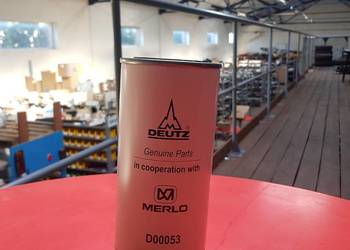 DEUTZ
Genuine Parts
in cooperation with
MERLO
D00053